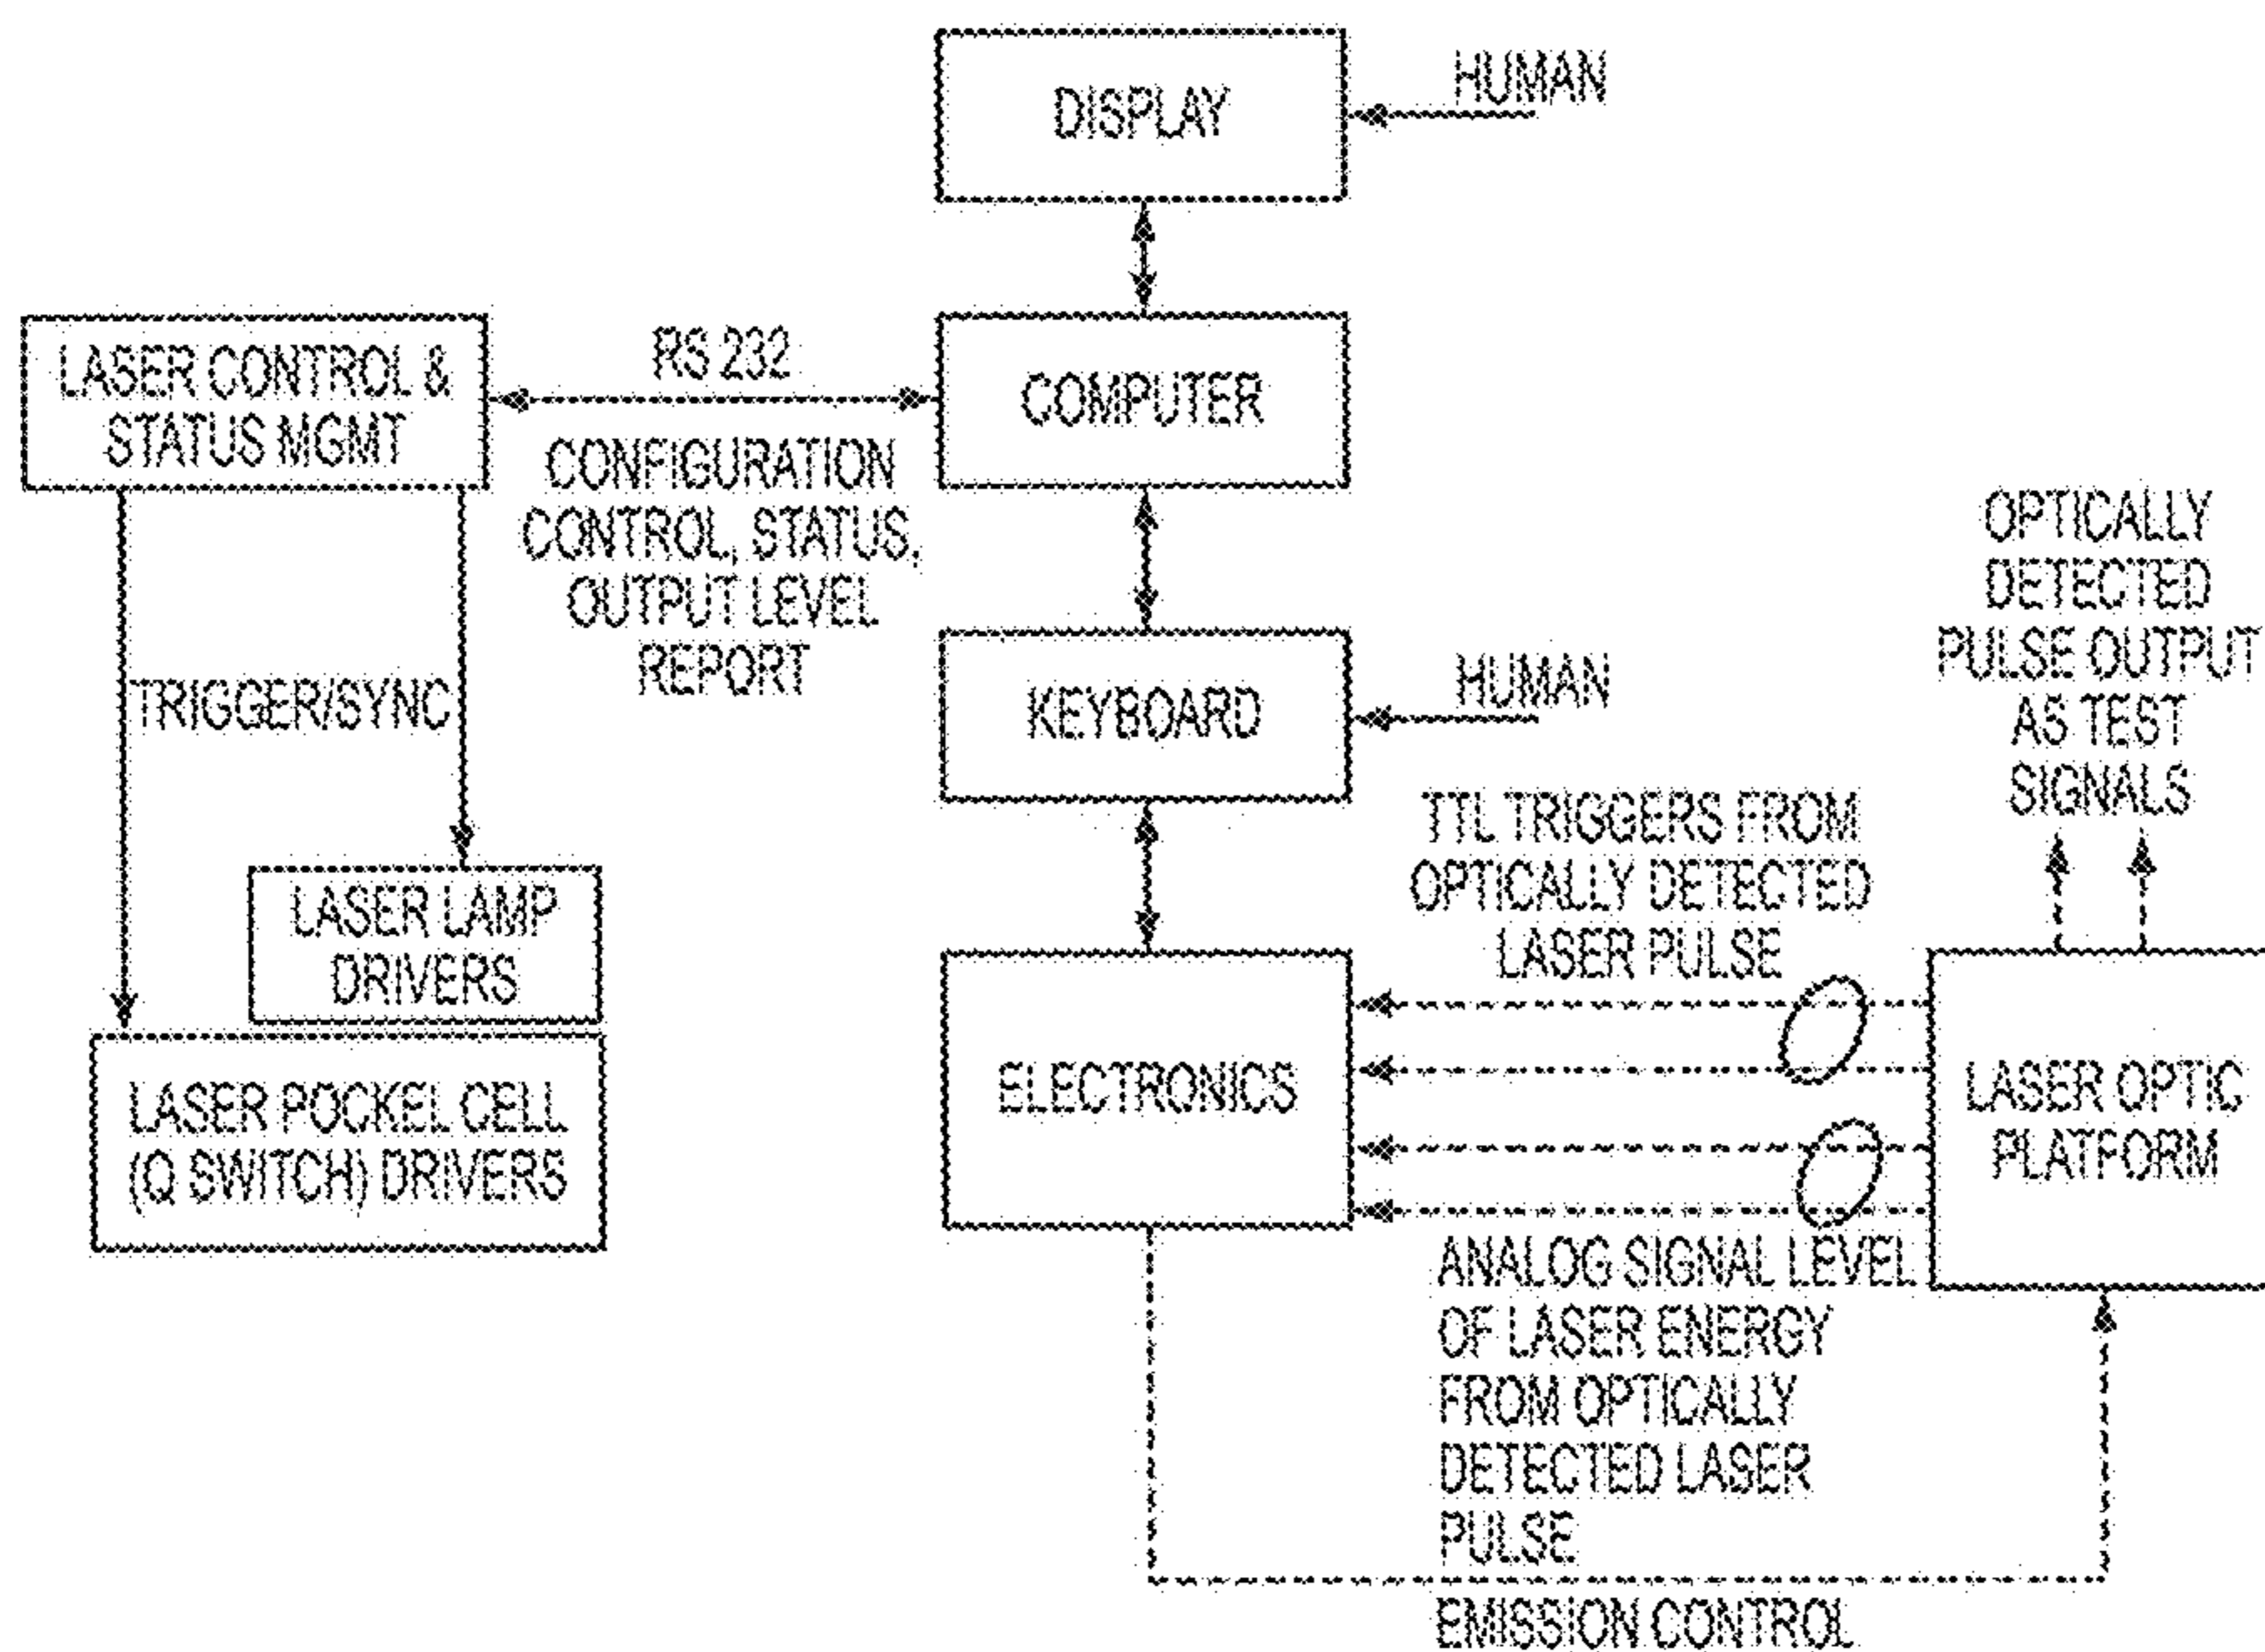 DISPLAY
HUMAN
LASER CONTROL &
STATUS MGMT
RS 232
CONFIGURATION
CONTROL, STATUS,
OUTPUT LEVEL
REPORT
COMPUTER
TRIGGER/SYNC
KEYBOARD
HUMAN
OPTICALLY
DETECTED
PULSE OUTPUT
AS TEST
SIGNALS
LASER LAMP
DRIVERS
LASER POCKEL CELL
(Q SWITCH) DRIVERS
TTL TRIGGERS FROM
OPTICALLY DETECTED
LASER PULSE
ELECTRONICS
LASER OPTIC
PLATFORM
ANALOG SIGNAL LEVEL
OF LASER ENERGY
FROM OPTICALLY
DETECTED LASER
PULSE
EMISSION CONTROL